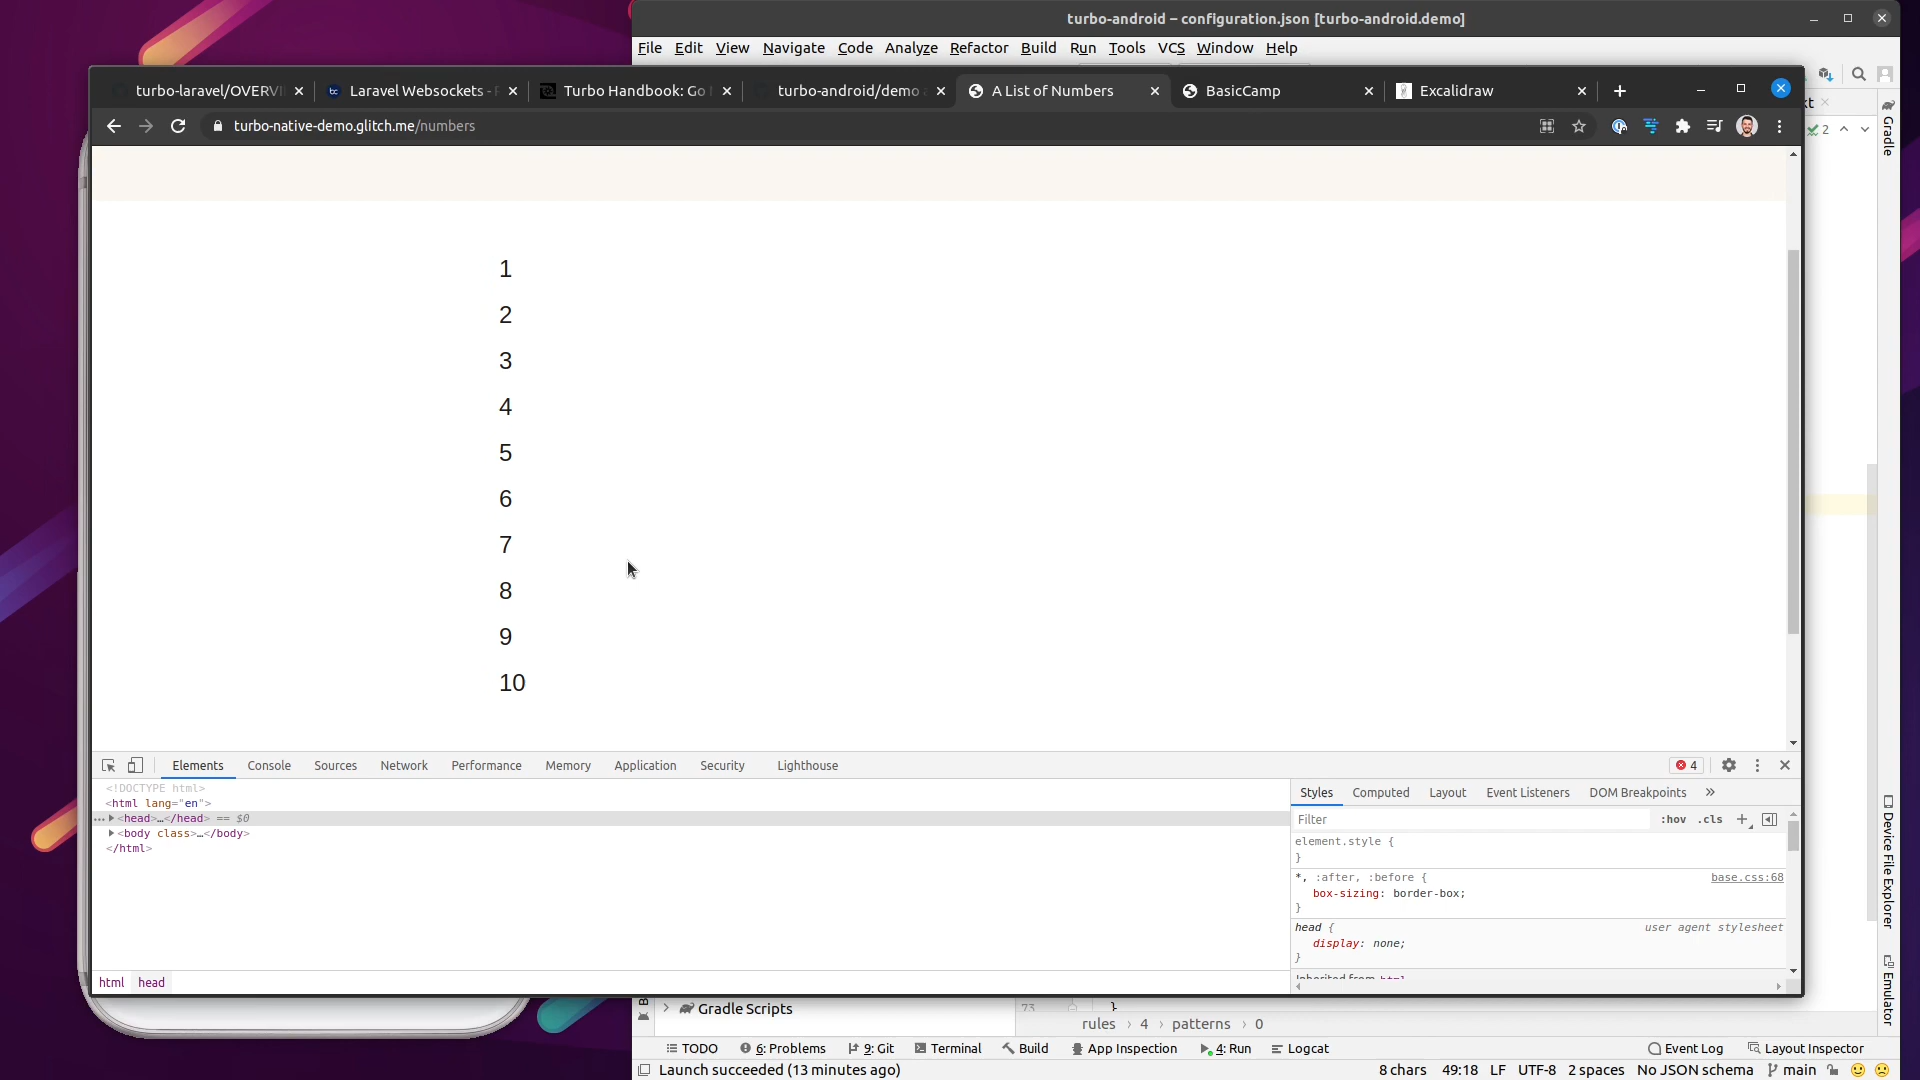 turbo-android – configuration.json [turbo-android.demo]
File Edit View Navigate Code Analyze Refactor Build Run Tools VCS Window Help
turbo-laravel/OVERVI
Laravel Websockets -
Turbo Handbook: Go
turbo-android/demo
A List of Numbers
BasicCamp
Excalidraw
kt
turbo-native-demo.glitch.me/numbers
2
Gradle
1
2
3
4
5
6
7
8
9
10
Elements Console Sources Network Performance Memory Application Security Lighthouse
4
<!DOCTYPE html>
<html lang="en">
<head>…</head> == $0
<body class>…</body>
</html>
html head
Styles Computed Layout Event Listeners DOM Breakpoints
Filter :hov .cls
element.style {
}
*, :after, :before { base.css:68
box-sizing: border-box;
}
head { user agent stylesheet
display: none;
}
Inherited from html
Device File Explorer
Emulator
Gradle Scripts
73 }
rules › 4 › patterns › 0
TODO 6: Problems 9: Git Terminal Build App Inspection 4: Run Logcat Event Log Layout Inspector
Launch succeeded (13 minutes ago) 8 chars 49:18 LF UTF-8 2 spaces No JSON schema main